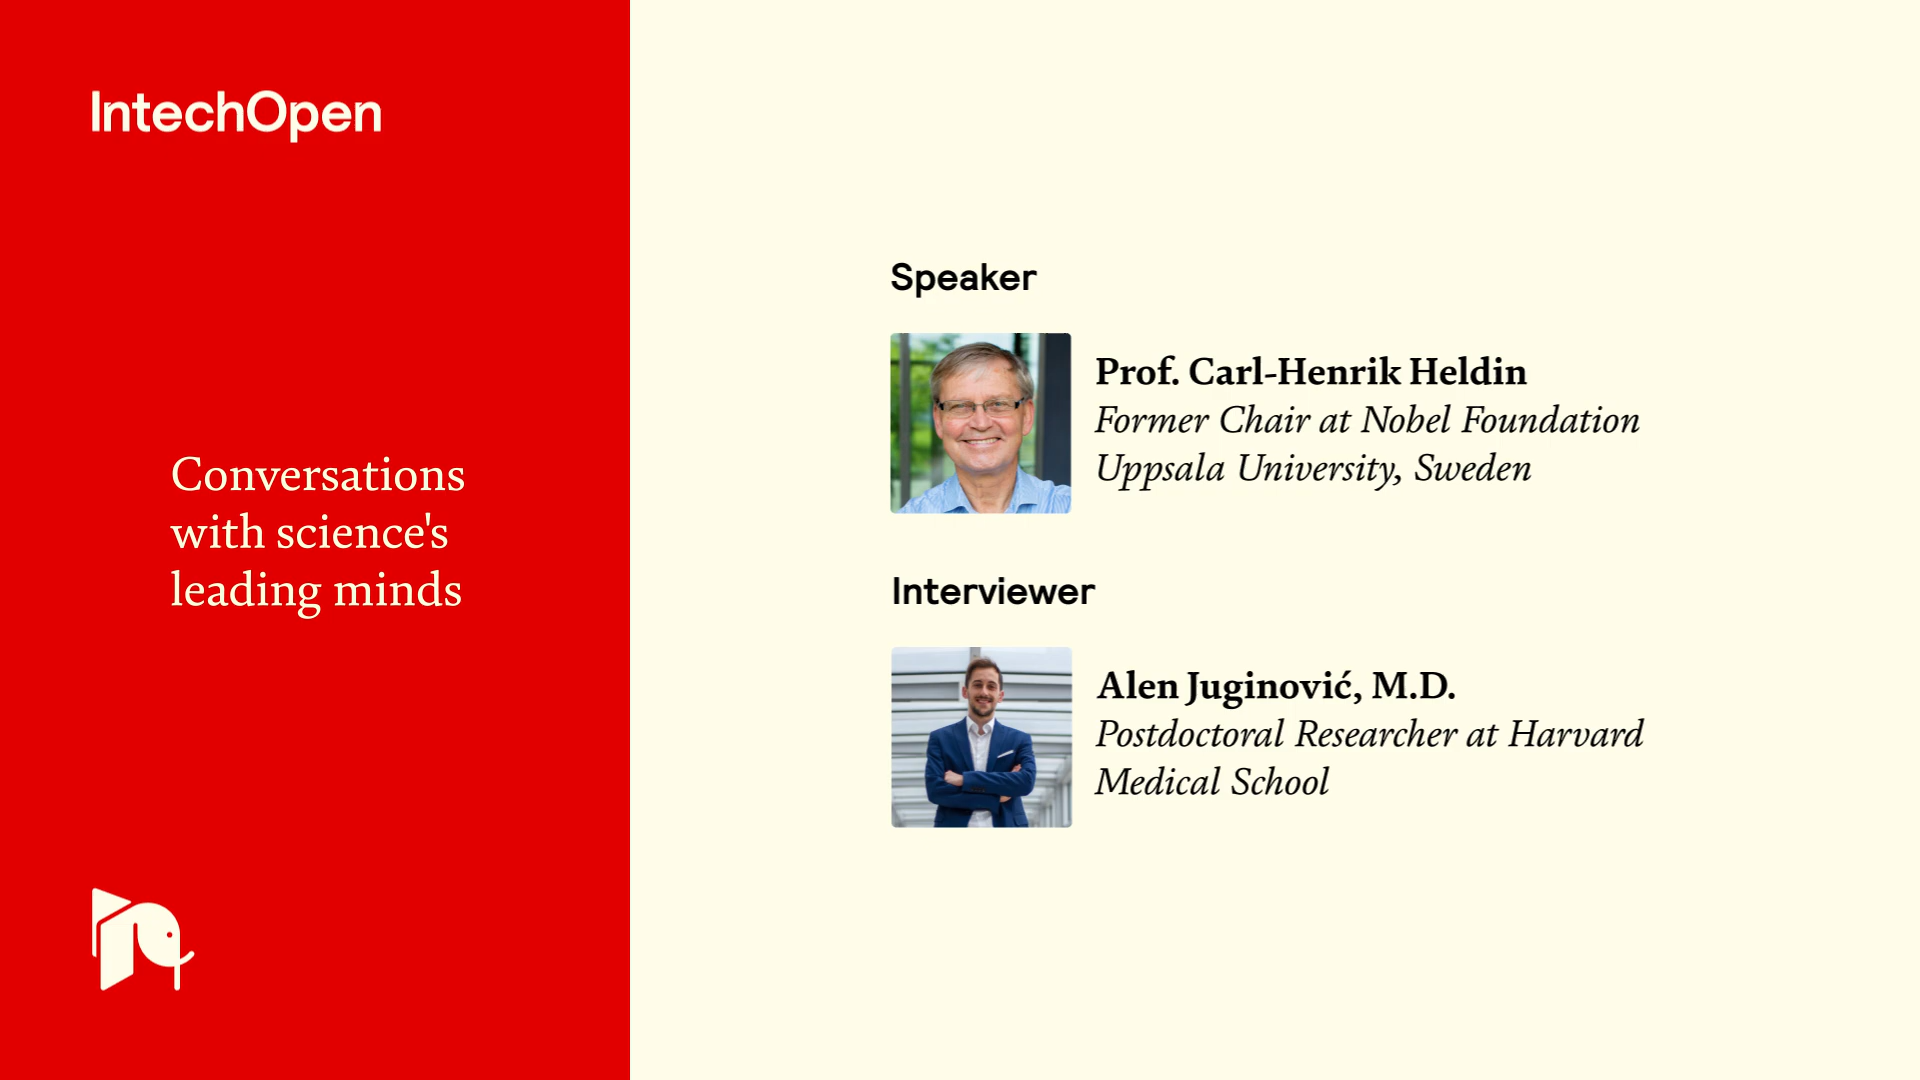 IntechOpen
Conversations
with science's
leading minds
Speaker
Prof. Carl-Henrik Heldin
Former Chair at Nobel Foundation
Uppsala University, Sweden
Interviewer
Alen Juginović, M.D.
Postdoctoral Researcher at Harvard
Medical School